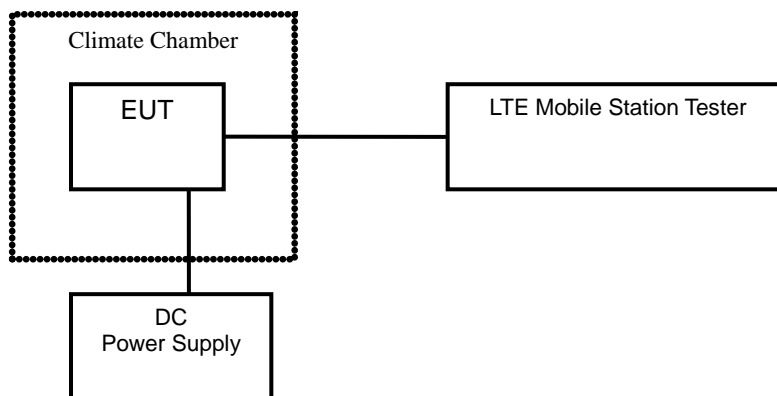 Climate Chamber
EUT
LTE Mobile Station Tester
DC
Power Supply